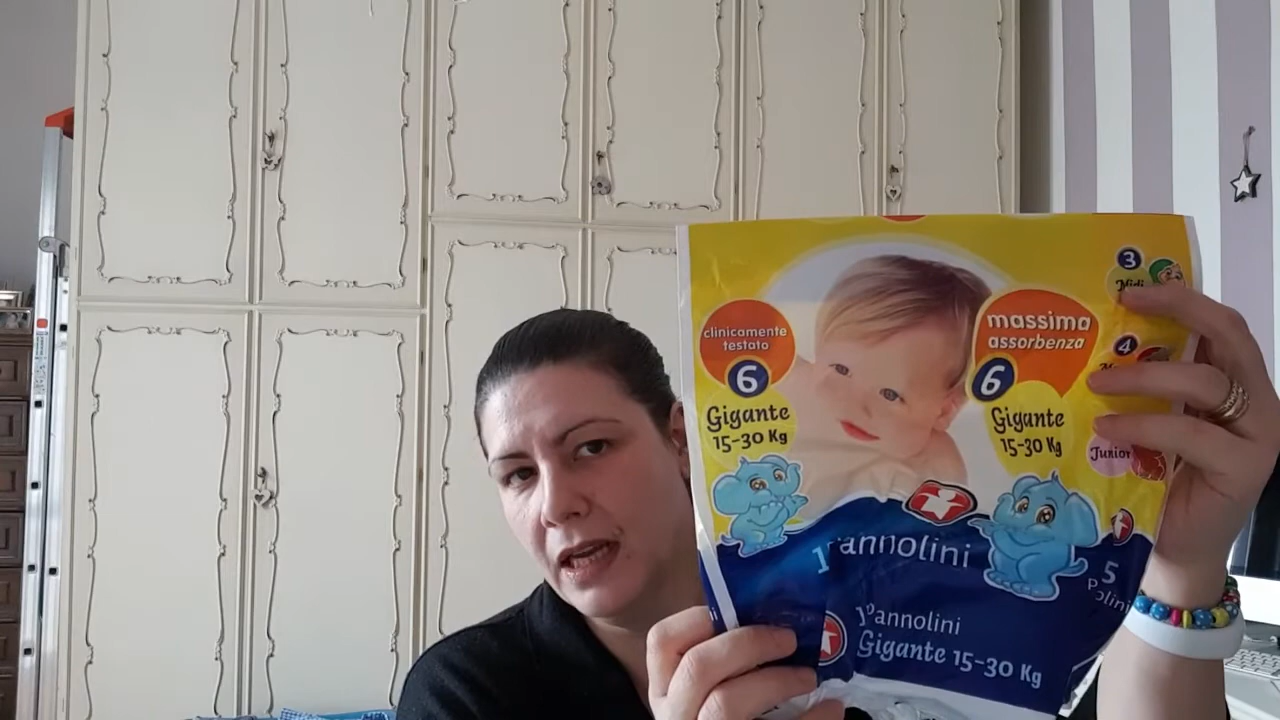 clinicamente
testato
6
Gigante
15-30 Kg
massima
assorbenza
6
Gigante
15-30 Kg
3
Midi
4
Junior
Pannolini
5
Pannolini
Gigante 15-30 Kg